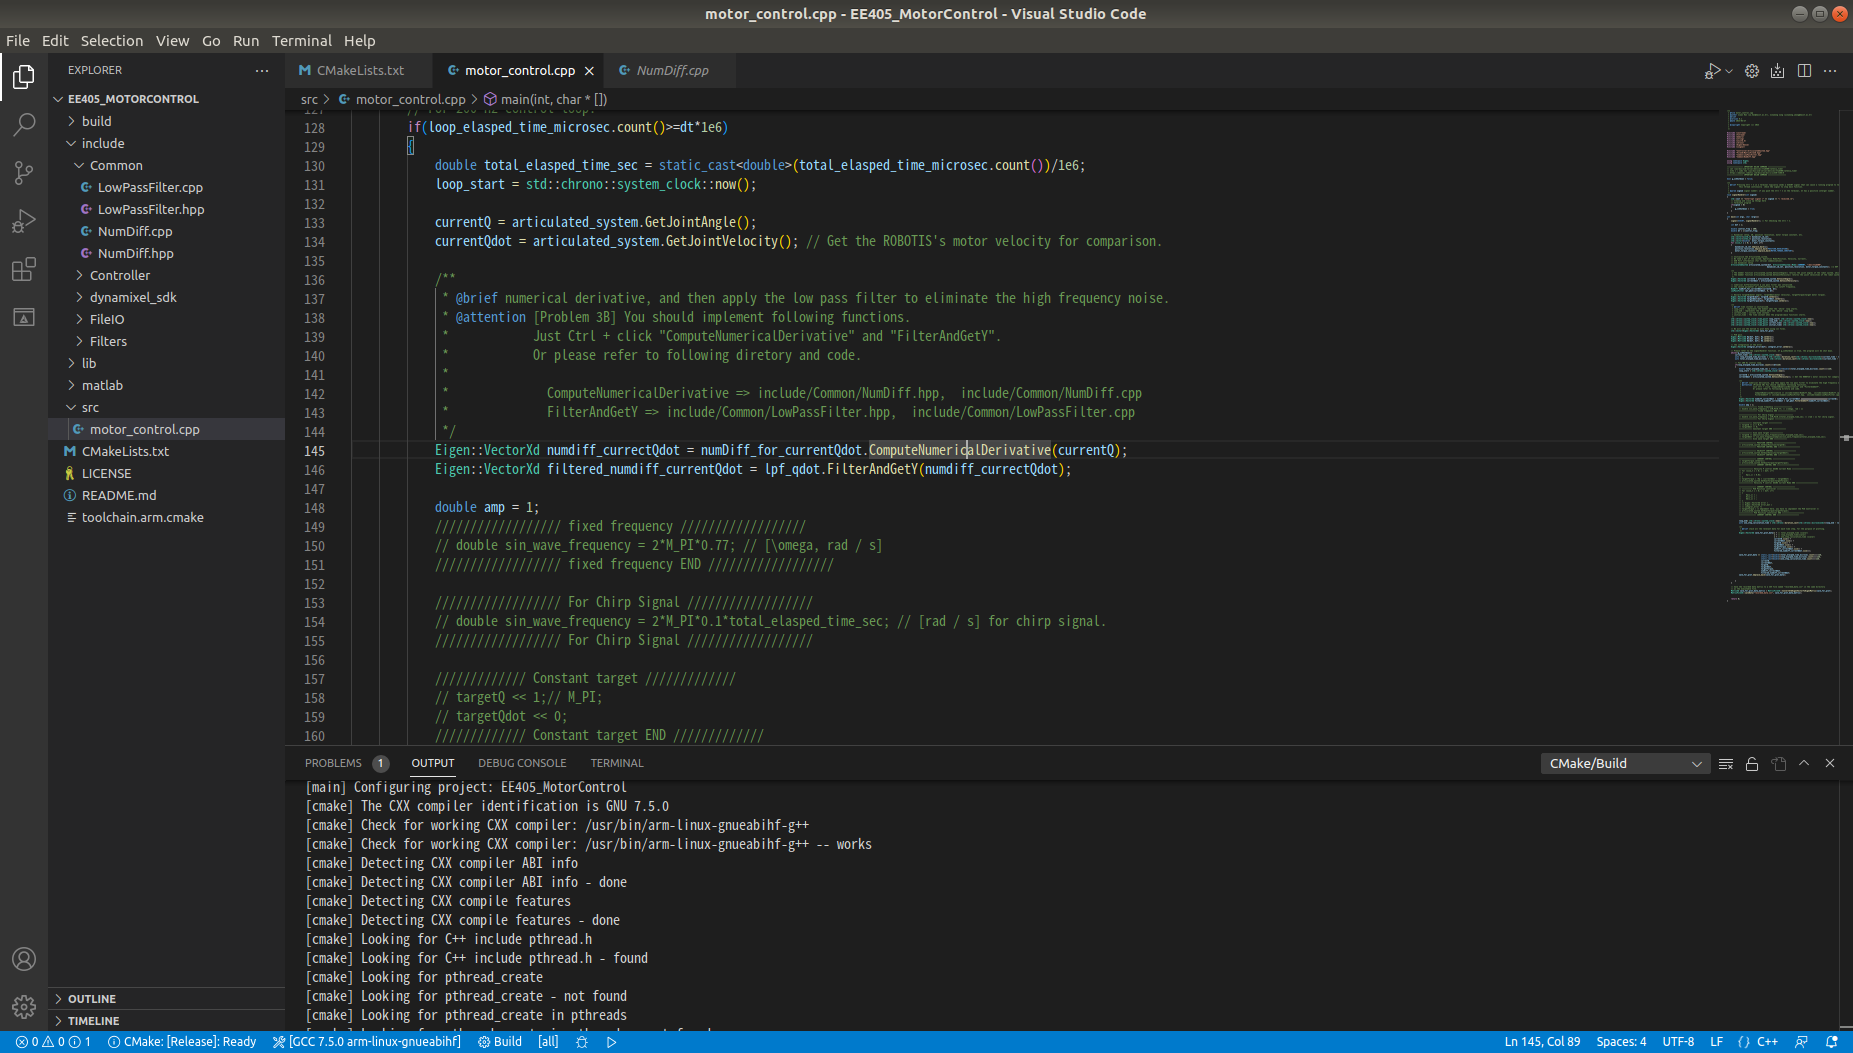 motor_control.cpp - EE405_MotorControl - Visual Studio Code
File Edit Selection View Go Run Terminal Help
EXPLORER
EE405_MOTORCONTROL
build
include
Common
LowPassFilter.cpp
LowPassFilter.hpp
NumDiff.cpp
NumDiff.hpp
Controller
dynamixel_sdk
FileIO
Filters
lib
matlab
src
motor_control.cpp
CMakeLists.txt
LICENSE
README.md
toolchain.arm.cmake
OUTLINE
TIMELINE
CMakeLists.txt motor_control.cpp NumDiff.cpp
src > motor_control.cpp > main(int, char * [])
128 if(loop_elasped_time_microsec.count()>=dt*1e6)
129 {
130 double total_elasped_time_sec = static_cast<double>(total_elasped_time_microsec.count())/1e6;
131 loop_start = std::chrono::system_clock::now();
132
133 currentQ = articulated_system.GetJointAngle();
134 currentQdot = articulated_system.GetJointVelocity(); // Get the ROBOTIS's motor velocity for comparison.
135
136 /**
137 * @brief numerical derivative, and then apply the low pass filter to eliminate the high frequency noise.
138 * @attention [Problem 3B] You should implement following functions.
139 * Just Ctrl + click "ComputeNumericalDerivative" and "FilterAndGetY".
140 * Or please refer to following diretory and code.
141 *
142 * ComputeNumericalDerivative => include/Common/NumDiff.hpp, include/Common/NumDiff.cpp
143 * FilterAndGetY => include/Common/LowPassFilter.hpp, include/Common/LowPassFilter.cpp
144 */
145 Eigen::VectorXd numdiff_currectQdot = numDiff_for_currentQdot.ComputeNumericalDerivative(currentQ);
146 Eigen::VectorXd filtered_numdiff_currentQdot = lpf_qdot.FilterAndGetY(numdiff_currectQdot);
147
148 double amp = 1;
149 ////////////////// fixed frequency //////////////////
150 // double sin_wave_frequency = 2*M_PI*0.77; // [\omega, rad / s]
151 ////////////////// fixed frequency END //////////////////
152
153 ////////////////// For Chirp Signal //////////////////
154 // double sin_wave_frequency = 2*M_PI*0.1*total_elasped_time_sec; // [rad / s] for chirp signal.
155 ////////////////// For Chirp Signal //////////////////
156
157 ///////////// Constant target /////////////
158 // targetQ << 1;// M_PI;
159 // targetQdot << 0;
160 ///////////// Constant target END /////////////
PROBLEMS 1 OUTPUT DEBUG CONSOLE TERMINAL CMake/Build
[main] Configuring project: EE405_MotorControl
[cmake] The CXX compiler identification is GNU 7.5.0
[cmake] Check for working CXX compiler: /usr/bin/arm-linux-gnueabihf-g++
[cmake] Check for working CXX compiler: /usr/bin/arm-linux-gnueabihf-g++ -- works
[cmake] Detecting CXX compiler ABI info
[cmake] Detecting CXX compiler ABI info - done
[cmake] Detecting CXX compile features
[cmake] Detecting CXX compile features - done
[cmake] Looking for C++ include pthread.h
[cmake] Looking for C++ include pthread.h - found
[cmake] Looking for pthread_create
[cmake] Looking for pthread_create - not found
[cmake] Looking for pthread_create in pthreads
0 0 1 CMake: [Release]: Ready [GCC 7.5.0 arm-linux-gnueabihf] Build [all] Ln 145, Col 89 Spaces: 4 UTF-8 LF {} C++